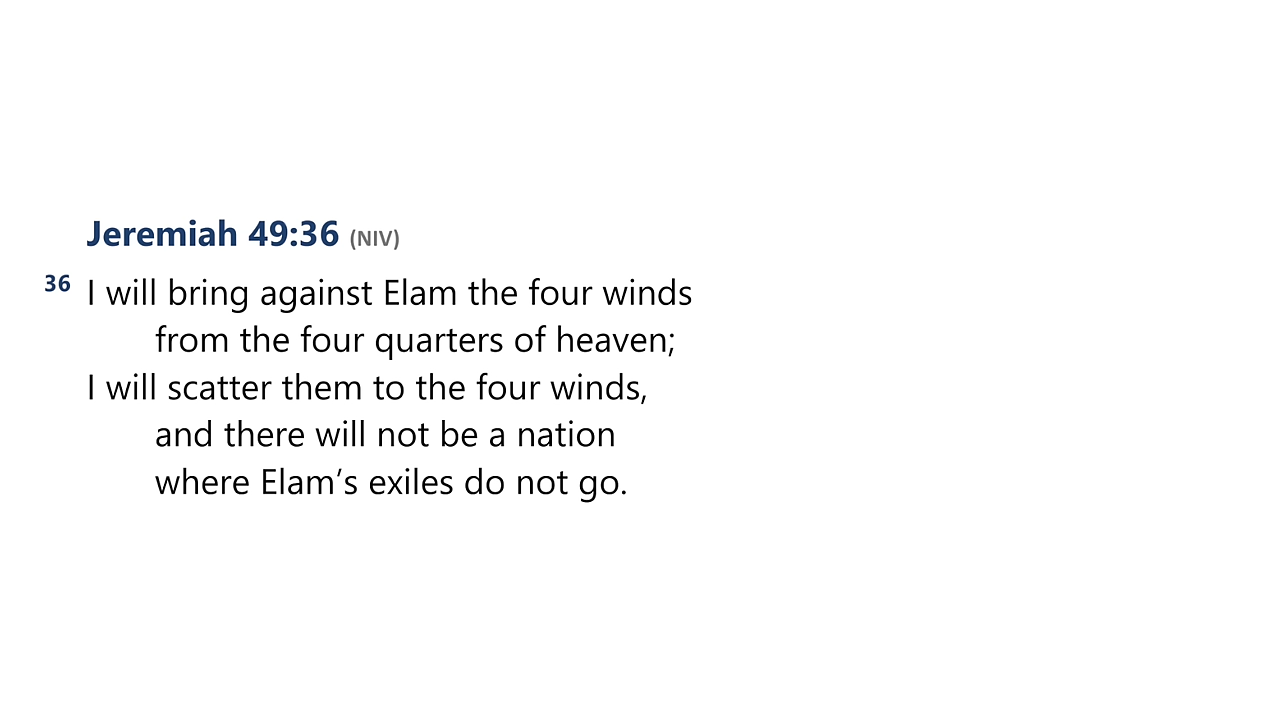 Jeremiah 49:36 (NIV)
36 I will bring against Elam the four winds
from the four quarters of heaven;
I will scatter them to the four winds,
and there will not be a nation
where Elam’s exiles do not go.